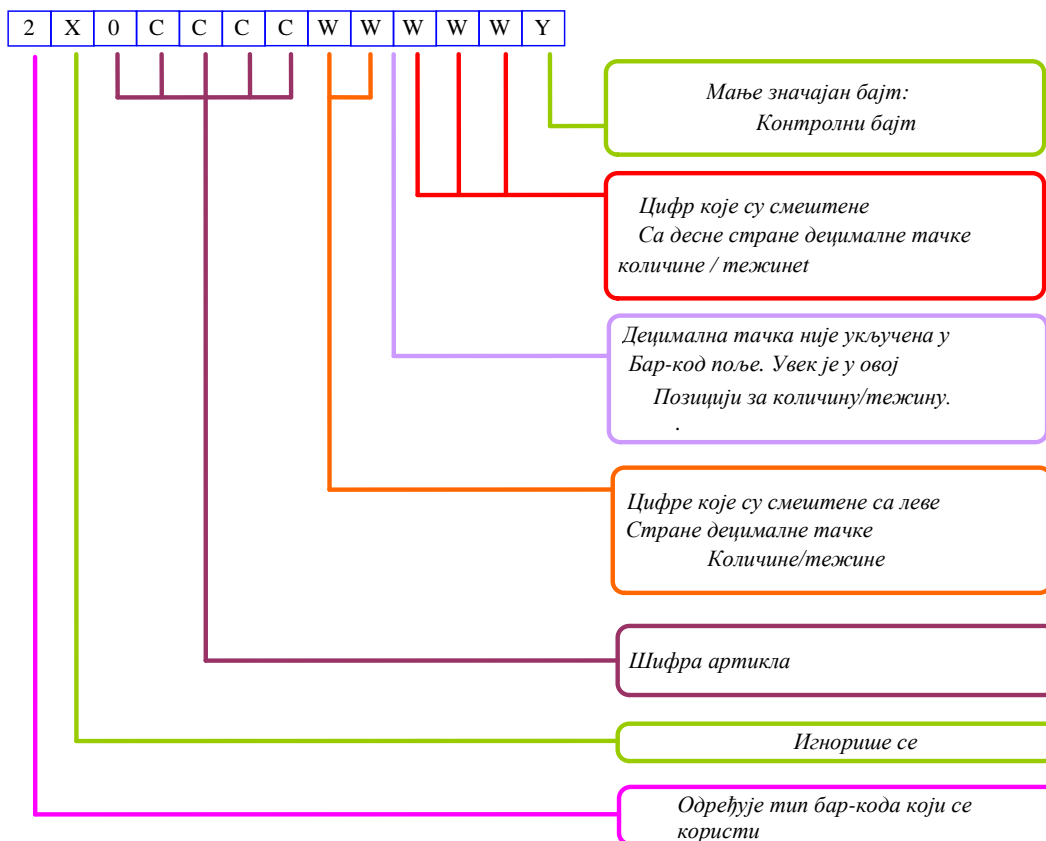 2 X 0 C C C C W W W W W Y
Мање значајан бајт:
Контролни бајт
Цифр које су смештене
Са десне стране децималне тачке
количине / тежинеt
Децимална тачка није укључена у
Бар-код поље. Увек је у овој
Позицији за количину/тежину.
.
Цифре које су смештене са леве
Стране децималне тачке
Количине/тежине
Шифра артикла
Игнорише се
Одређује тип бар-кода који се
користи